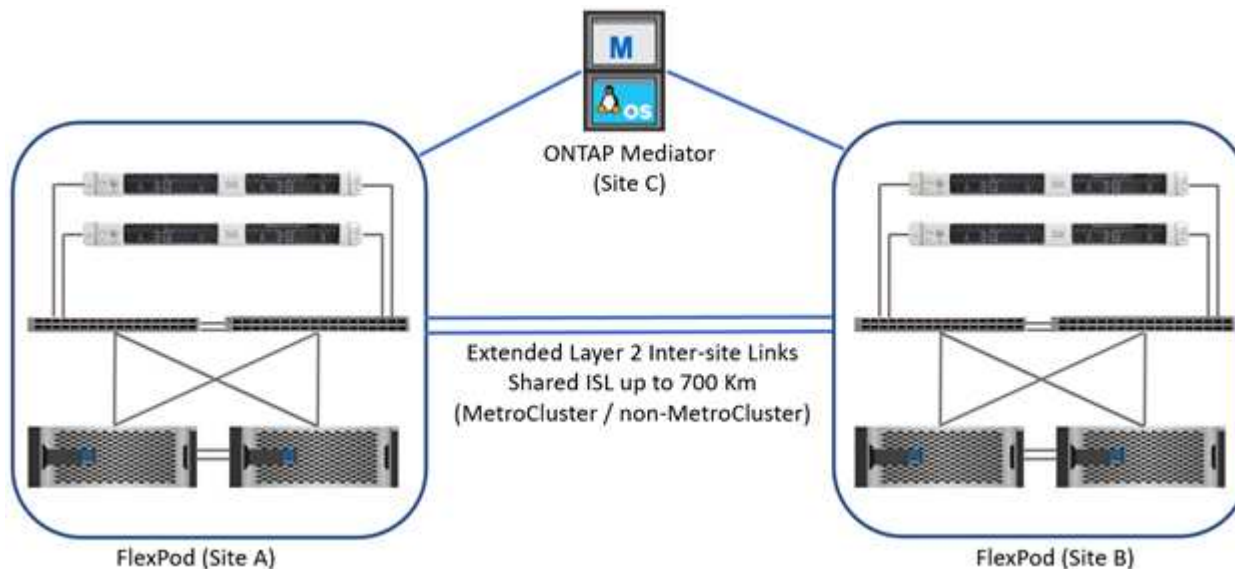 M
OS
ONTAP Mediator
(Site C)
Extended Layer 2 Inter-site Links
Shared ISL up to 700 Km
(MetroCluster / non-MetroCluster)
FlexPod (Site A)
FlexPod (Site B)